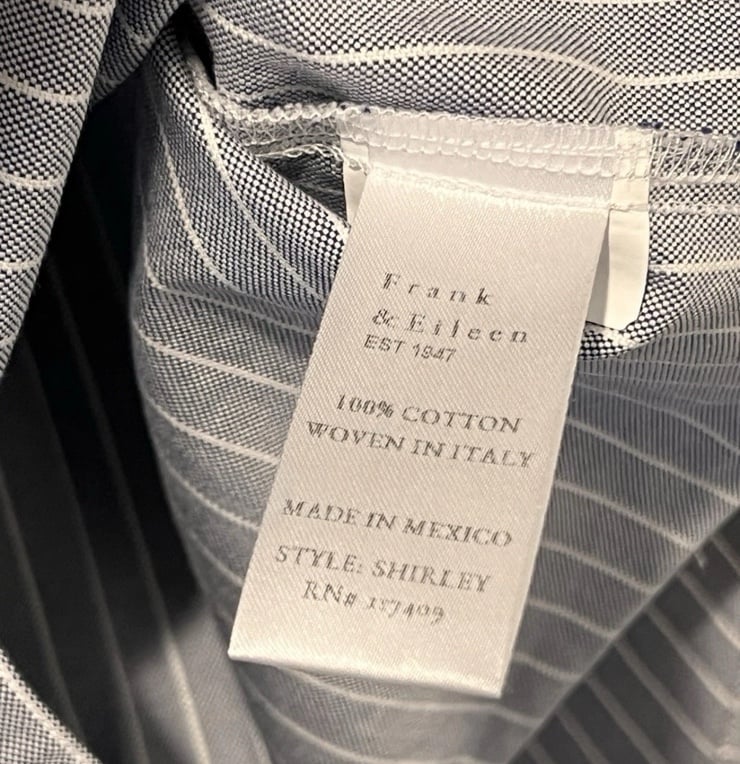 Frank
& Eileen
EST 1947
100% COTTON
WOVEN IN ITALY
MADE IN MEXICO
STYLE: SHIRLEY
RN#